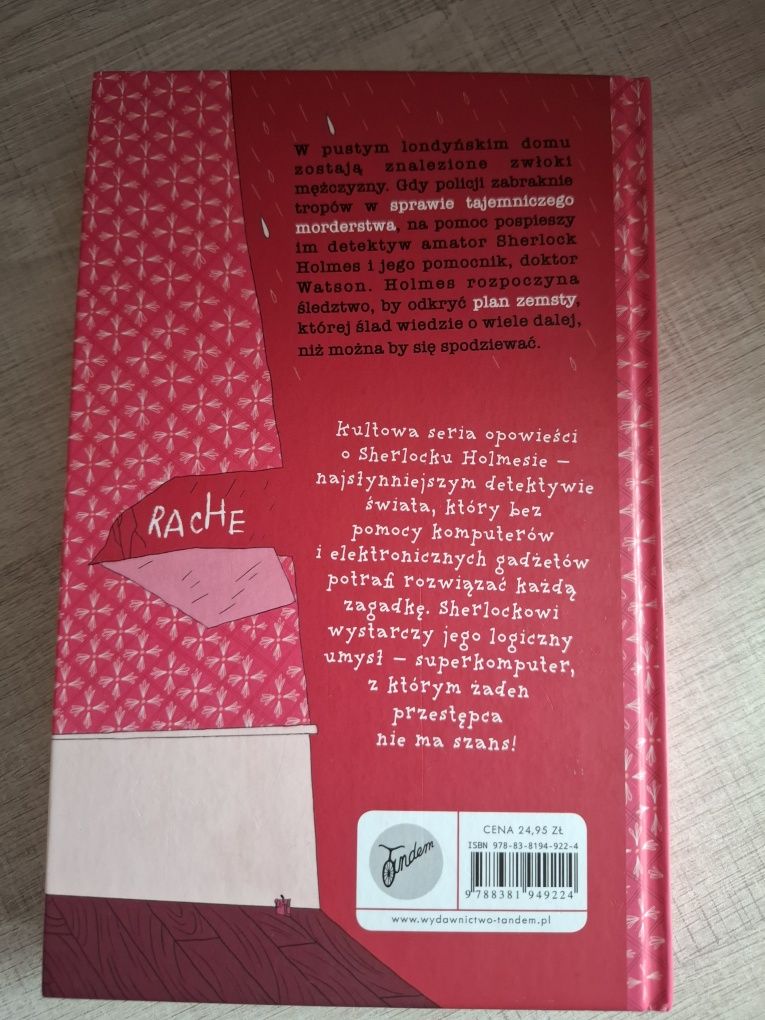 W pustym londyńskim domu
zostają znalezione zwłoki
mężczyzny. Gdy policji zabraknie
tropów w sprawie tajemniczego
morderstwa, na pomoc pospieszy
im detektyw amator Sherlock
Holmes i jego pomocnik, doktor
Watson. Holmes rozpoczyna
śledztwo, by odkryć plan zemsty,
której ślad wiedzie o wiele dalej,
niż można by się spodziewać.
Kultowa seria opowieści
o Sherlocku Holmesie –
najsłynniejszym detektywie
świata, który bez
pomocy komputerów
i elektronicznych gadżetów
potrafi rozwiązać każdą
zagadkę. Sherlockowi
wystarczy jego logiczny
umysł – superkomputer,
z którym żaden
przestępca
nie ma szans!
RACHE
Tandem
CENA 24,95 ZŁ
ISBN 978-83-8194-922-4
9 788381 949224
www.wydawnictwo-tandem.pl